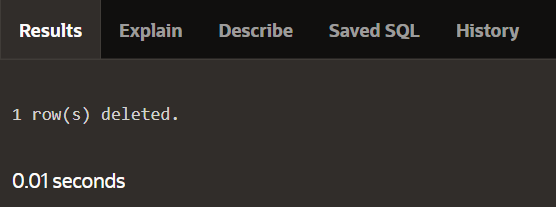 Results Explain Describe Saved SQL History
1 row(s) deleted.
0.01 seconds